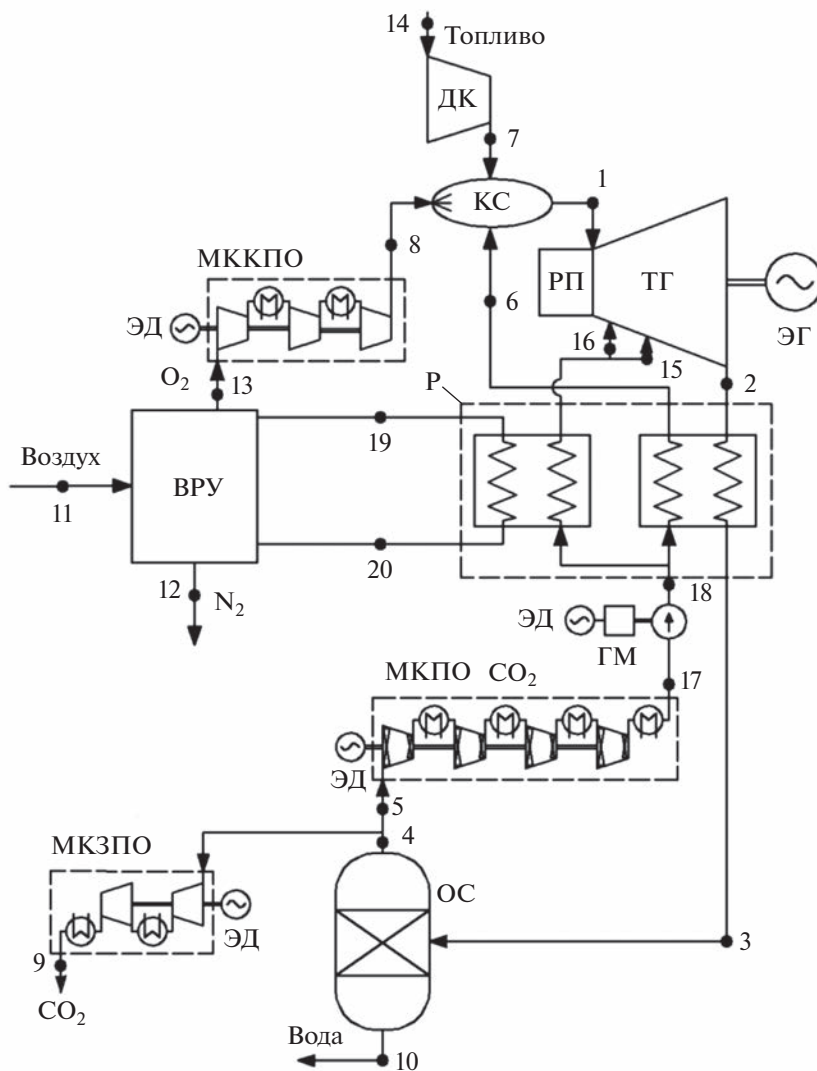 14
Топливо
ДК
7
КС
1
8
МККПО
РП
ТГ
6
ЭД
ЭГ
16
15
O₂
13
Р
2
19
Воздух
ВРУ
11
20
12
N₂
18
ЭД
ГМ
МКПО CO₂
17
ЭД
5
4
МКЗПО
ОС
ЭД
3
9
CO₂
Вода
10